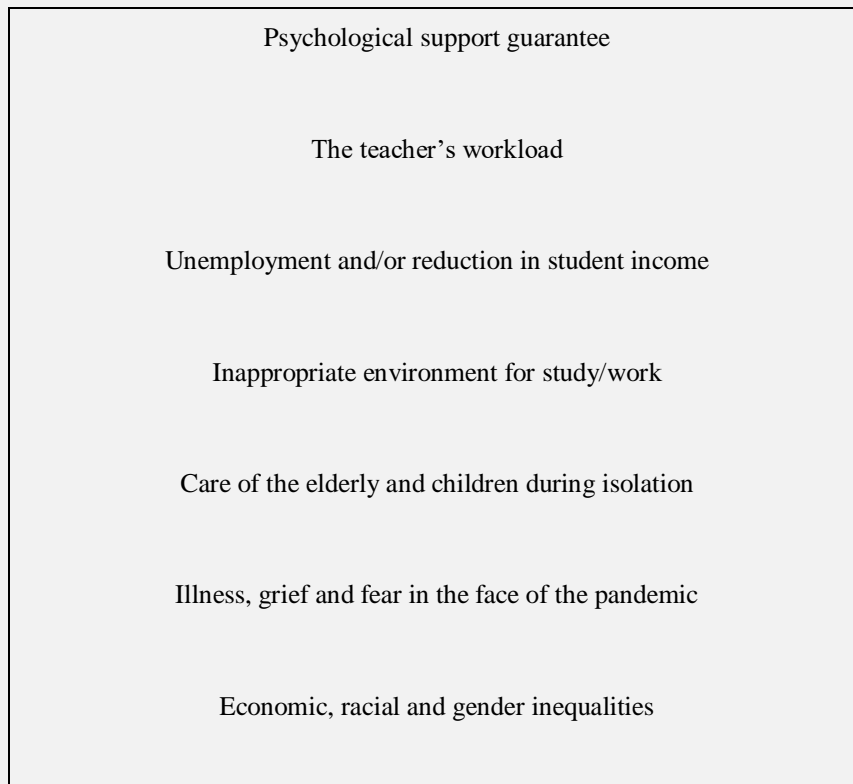 Psychological support guarantee
The teacher’s workload
Unemployment and/or reduction in student income
Inappropriate environment for study/work
Care of the elderly and children during isolation
Illness, grief and fear in the face of the pandemic
Economic, racial and gender inequalities